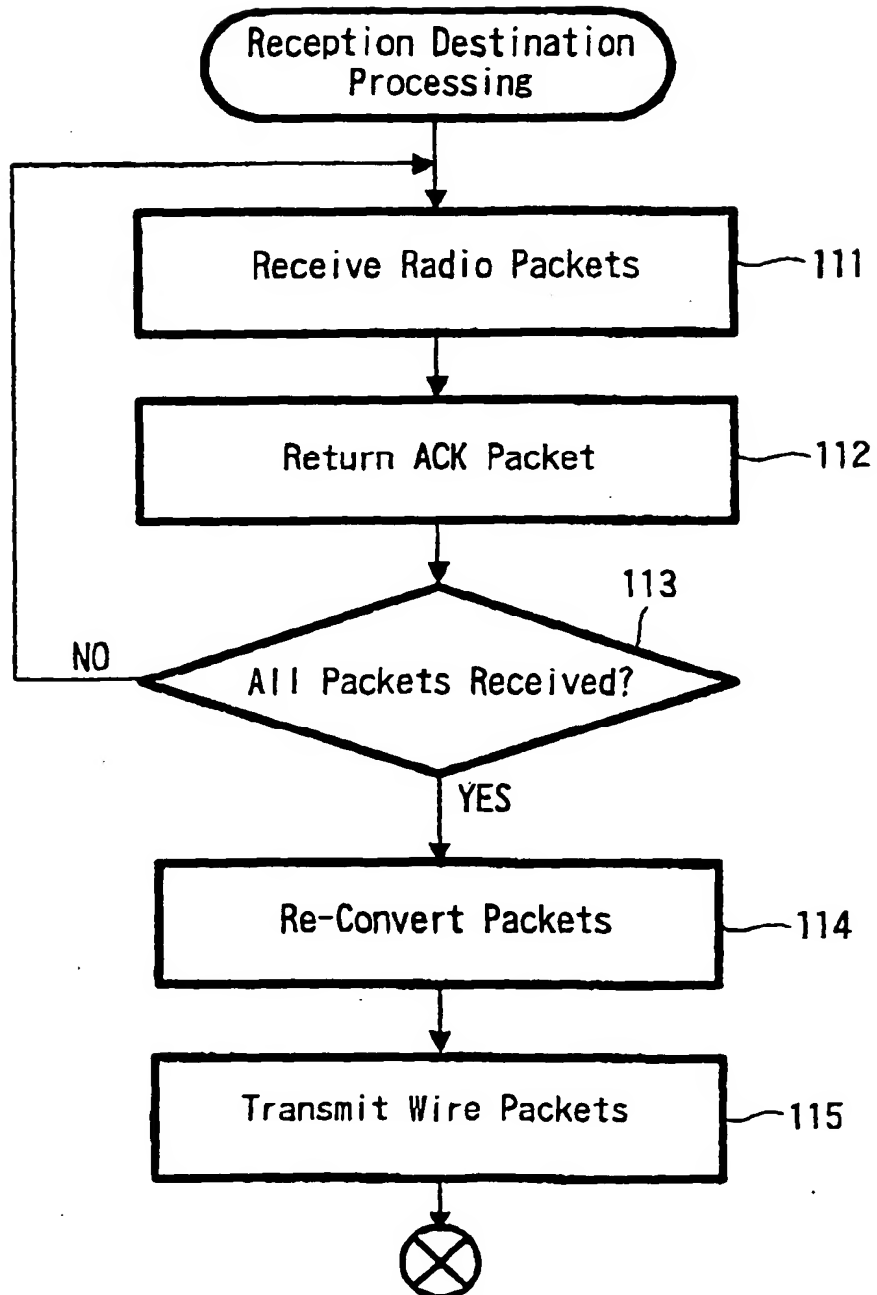 Reception Destination
Processing
Receive Radio Packets
111
Return ACK Packet
112
113
NO
All Packets Received?
YES
Re-Convert Packets
114
Transmit Wire Packets
115